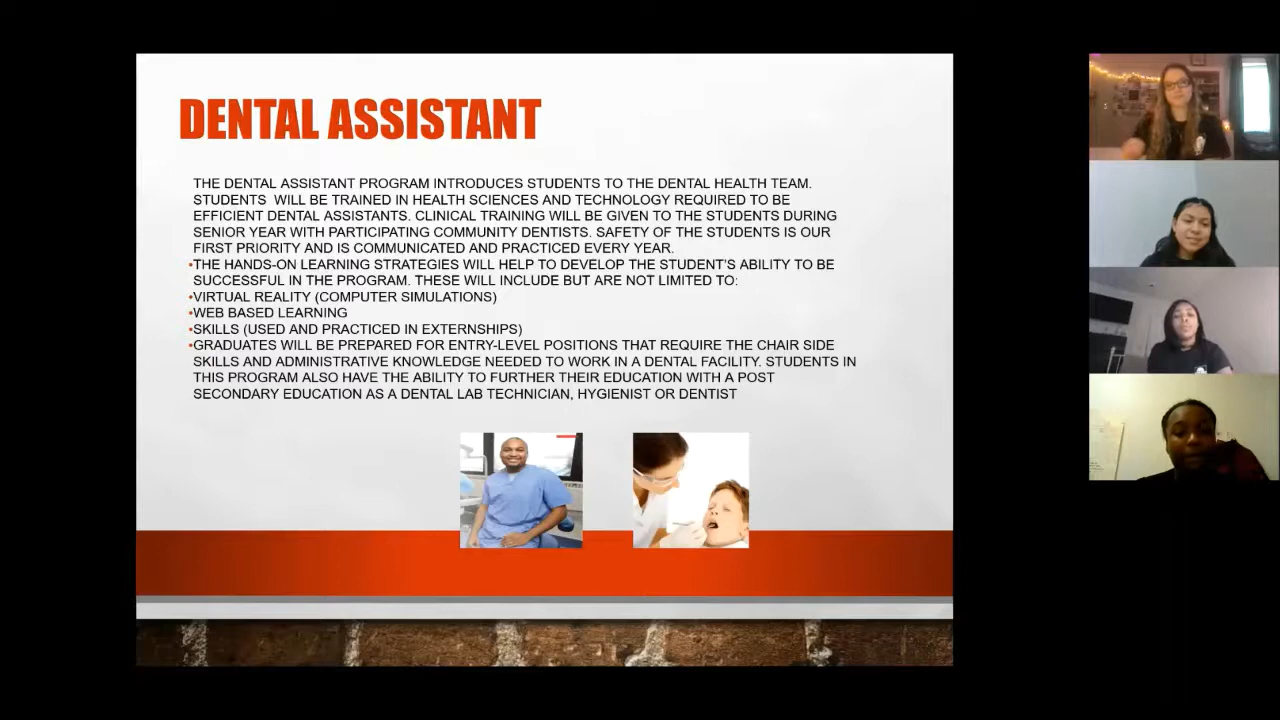 DENTAL ASSISTANT
THE DENTAL ASSISTANT PROGRAM INTRODUCES STUDENTS TO THE DENTAL HEALTH TEAM.
STUDENTS WILL BE TRAINED IN HEALTH SCIENCES AND TECHNOLOGY REQUIRED TO BE
EFFICIENT DENTAL ASSISTANTS. CLINICAL TRAINING WILL BE GIVEN TO THE STUDENTS DURING
SENIOR YEAR WITH PARTICIPATING COMMUNITY DENTISTS. SAFETY OF THE STUDENTS IS OUR
FIRST PRIORITY AND IS COMMUNICATED AND PRACTICED EVERY YEAR.
•THE HANDS-ON LEARNING STRATEGIES WILL HELP TO DEVELOP THE STUDENT'S ABILITY TO BE
SUCCESSFUL IN THE PROGRAM. THESE WILL INCLUDE BUT ARE NOT LIMITED TO:
•VIRTUAL REALITY (COMPUTER SIMULATIONS)
•WEB BASED LEARNING
•SKILLS (USED AND PRACTICED IN EXTERNSHIPS)
•GRADUATES WILL BE PREPARED FOR ENTRY-LEVEL POSITIONS THAT REQUIRE THE CHAIR SIDE
SKILLS AND ADMINISTRATIVE KNOWLEDGE NEEDED TO WORK IN A DENTAL FACILITY. STUDENTS IN
THIS PROGRAM ALSO HAVE THE ABILITY TO FURTHER THEIR EDUCATION WITH A POST
SECONDARY EDUCATION AS A DENTAL LAB TECHNICIAN, HYGIENIST OR DENTIST